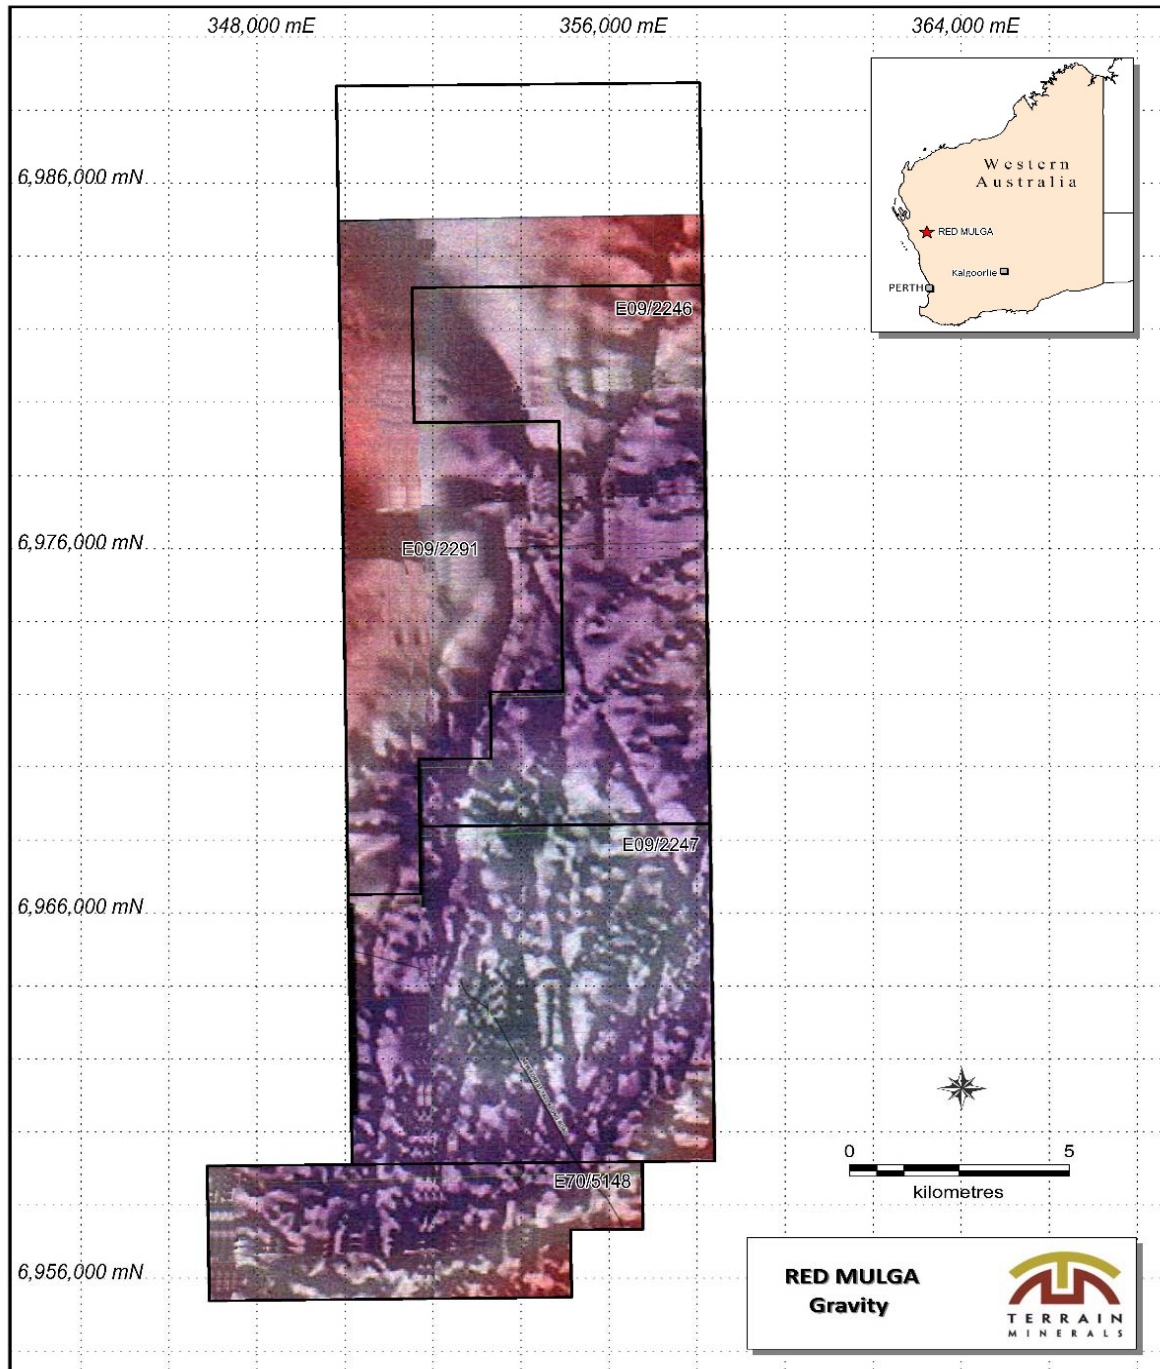 348,000 mE
356,000 mE
364,000 mE
6,986,000 mN
Western
Australia
RED MULGA
Kalgoorlie
PERTH
E09/2246
6,976,000 mN
E09/2291
E09/2247
6,966,000 mN
0
5
kilometres
E70/5148
6,956,000 mN
RED MULGA
Gravity
TERRAIN
MINERALS